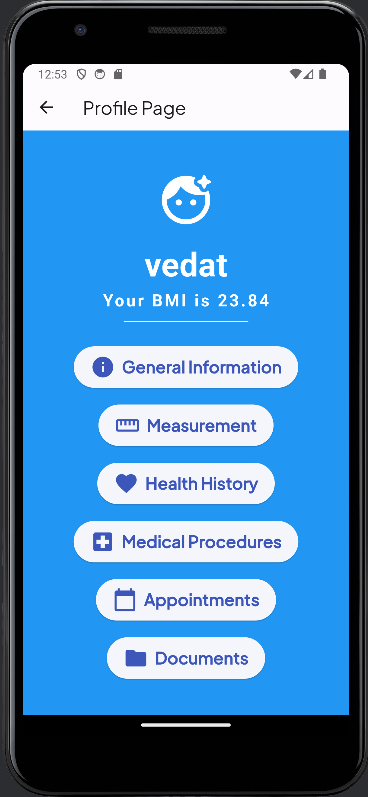 12:53
Profile Page
vedat
Your BMI is 23.84
General Information
Measurement
Health History
Medical Procedures
Appointments
Documents